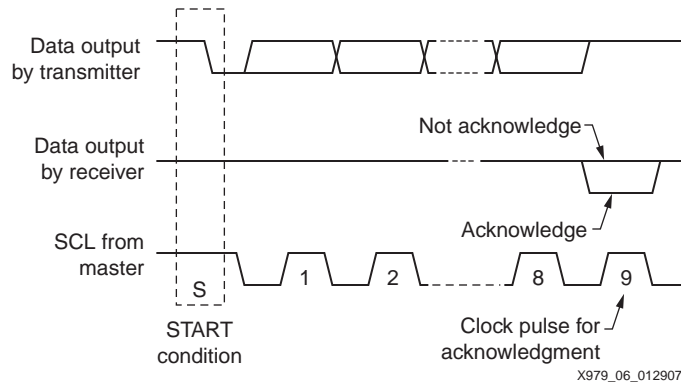 Data output
by transmitter
Not acknowledge
Data output
by receiver
Acknowledge
SCL from
master
S
1
2
8
9
START
condition
Clock pulse for
acknowledgment
X979_06_012907